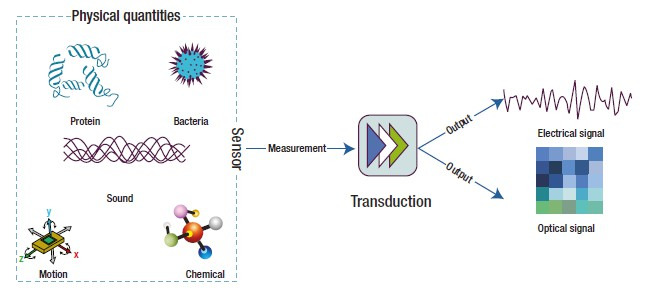 Physical quantities
Protein
Bacteria
Sound
y
z
x
Motion
Chemical
Sensor
Measurement
Transduction
Output
Output
Electrical signal
Optical signal